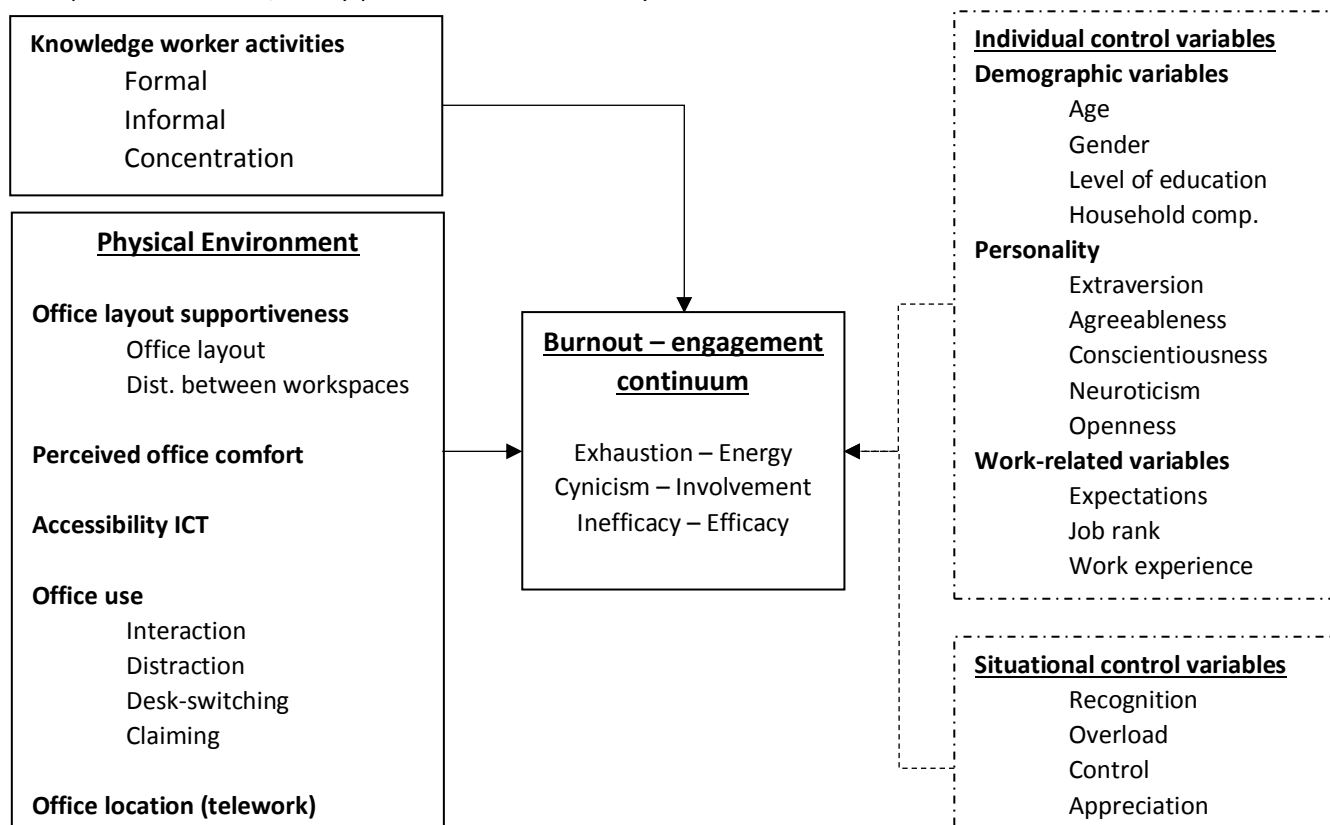 Knowledge worker activities
Formal
Informal
Concentration
Physical Environment
Office layout supportiveness
Office layout
Dist. between workspaces
Perceived office comfort
Accessibility ICT
Office use
Interaction
Distraction
Desk-switching
Claiming
Office location (telework)
Burnout – engagement
continuum
Exhaustion – Energy
Cynicism – Involvement
Inefficacy – Efficacy
Individual control variables
Demographic variables
Age
Gender
Level of education
Household comp.
Personality
Extraversion
Agreeableness
Conscientiousness
Neuroticism
Openness
Work-related variables
Expectations
Job rank
Work experience
Situational control variables
Recognition
Overload
Control
Appreciation